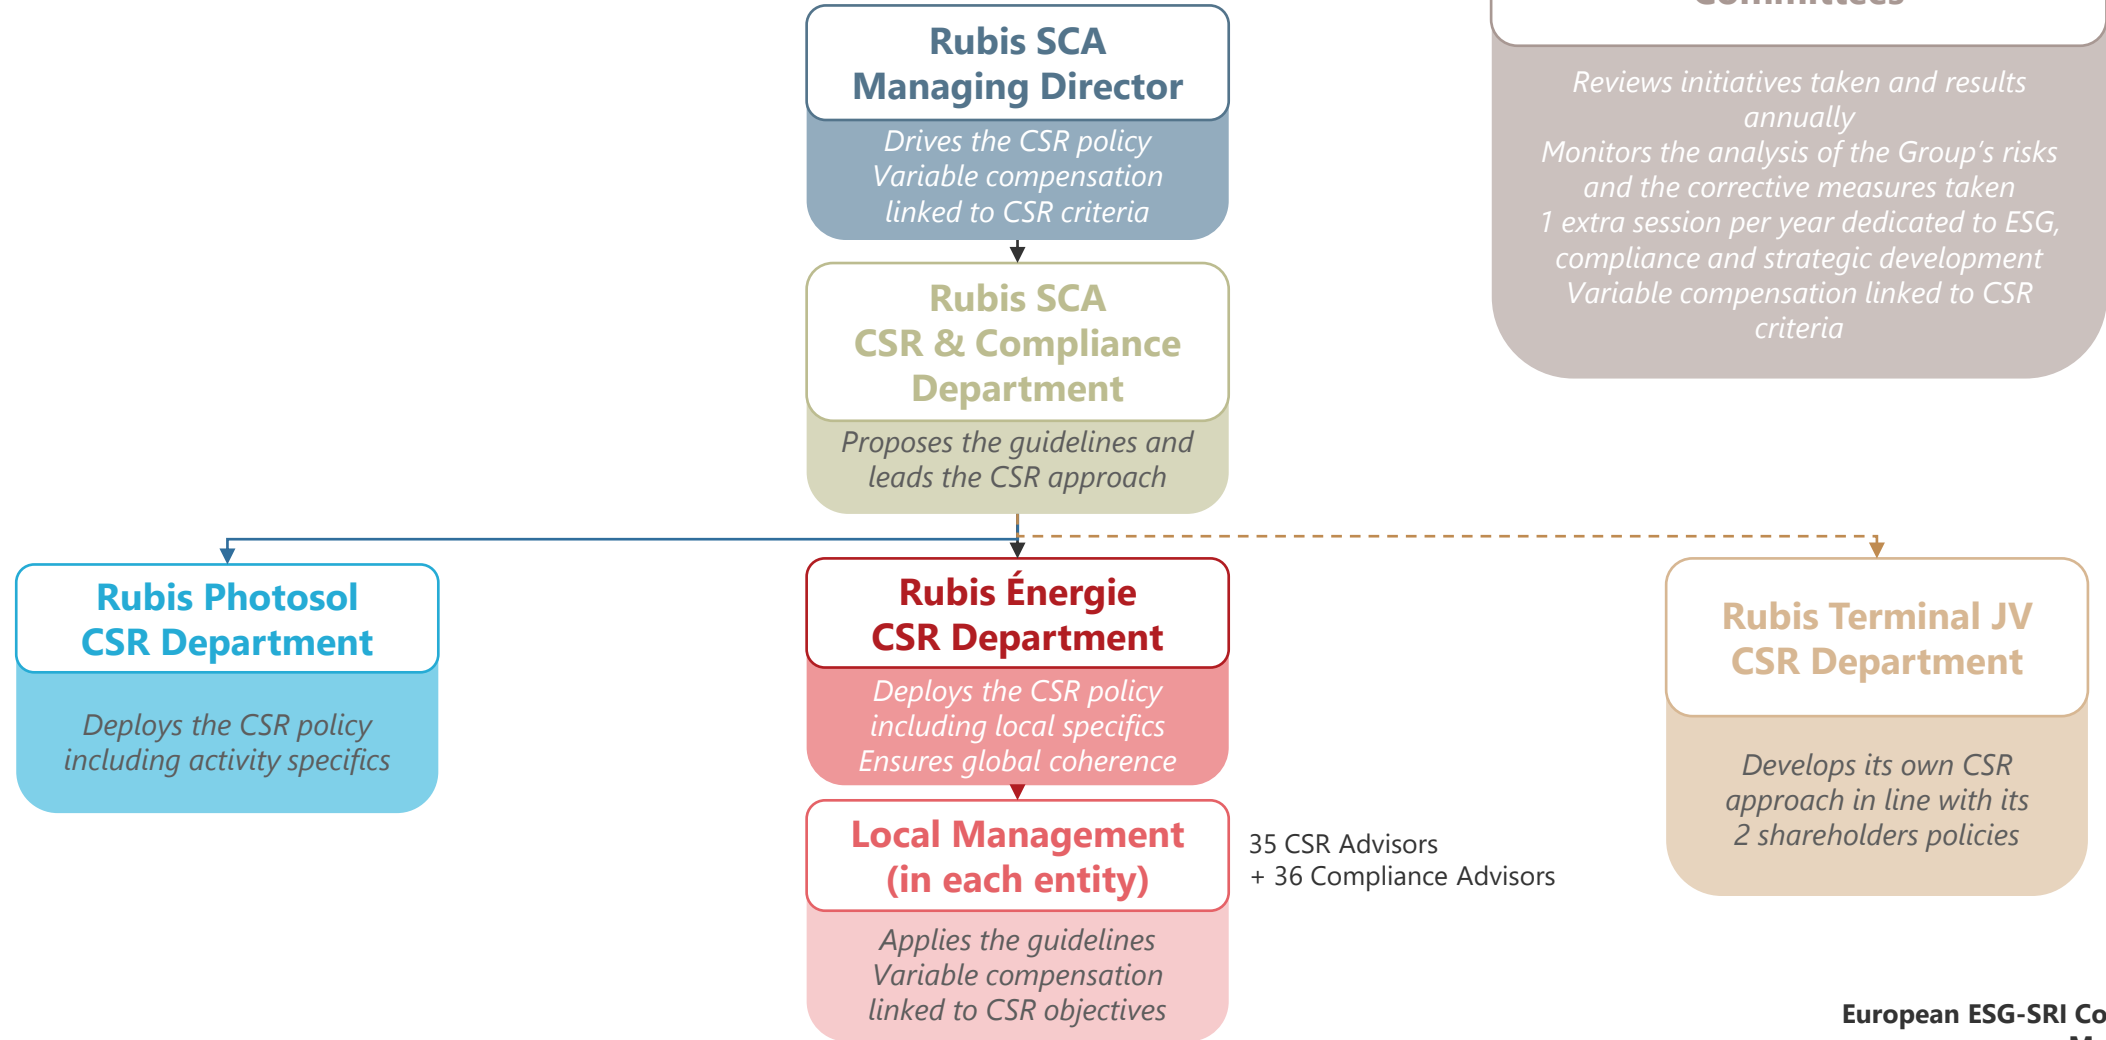 Committees
Reviews initiatives taken and results
annually
Monitors the analysis of the Group's risks
and the corrective measures taken
1 extra session per year dedicated to ESG,
compliance and strategic development
Variable compensation linked to CSR
criteria
Rubis SCA
Managing Director
Drives the CSR policy
Variable compensation
linked to CSR criteria
Rubis SCA
CSR & Compliance
Department
Proposes the guidelines and
leads the CSR approach
Rubis Photosol
CSR Department
Deploys the CSR policy
including activity specifics
Rubis Énergie
CSR Department
Deploys the CSR policy
including local specifics
Ensures global coherence
Local Management
(in each entity)
Applies the guidelines
Variable compensation
linked to CSR objectives
35 CSR Advisors
+ 36 Compliance Advisors
Rubis Terminal JV
CSR Department
Develops its own CSR
approach in line with its
2 shareholders policies
European ESG-SRI Co